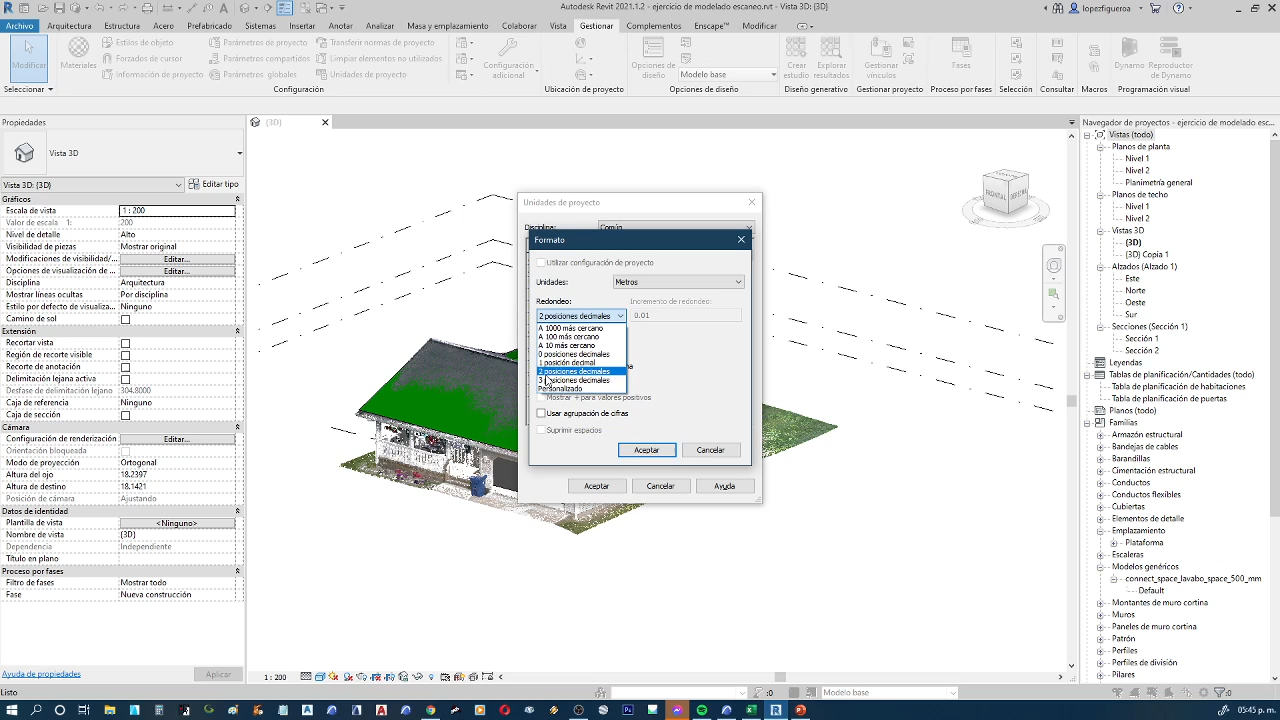 Autodesk Revit 2021.1.2 - ejercicio de modelado escaneo.rvt - Vista 3D: {3D}
lopezfigueroa
Archivo Arquitectura Estructura Acero Prefabricado Sistemas Insertar Anotar Analizar Masa y emplazamiento Colaborar Vista Gestionar Complementos Modificar
Modificar
Materiales
Estilos de objeto
Forzados de cursor
Información de proyecto
Parámetros de proyecto
Parámetros compartidos
Parámetros globales
Transferir normas de proyecto
Limpiar elementos no utilizados
Unidades de proyecto
Configuración adicional
Opciones de diseño
Modelo base
Crear estudio
Explorar resultados
Gestionar vínculos
Fases
Dynamo
Reproductor de Dynamo
Seleccionar Configuración Ubicación de proyecto Opciones de diseño Diseño generativo Gestionar proyecto Proceso por fases Selección Consultar Macros Programación visual
Propiedades
Vista 3D
Vista 3D: {3D}
Editar tipo
Gráficos
Escala de vista 1 : 200
Valor de escala 1: 200
Nivel de detalle Alto
Visibilidad de piezas Mostrar original
Modificaciones de visibilidad/... Editar...
Opciones de visualización de ... Editar...
Disciplina Arquitectura
Mostrar líneas ocultas Por disciplina
Estilo por defecto de visualiza... Ninguno
Camino de sol
Extensión
Recortar vista
Región de recorte visible
Recorte de anotación
Delimitación lejana activa
Desfase de delimitación lejana 304.8000
Caja de referencia Ninguno
Caja de sección
Cámara
Configuración de renderización Editar...
Orientación bloqueada
Modo de proyección Ortogonal
Altura del ojo 18.2397
Altura de destino 18.1421
Posición de cámara Ajustando
Datos de identidad
Plantilla de vista <Ninguno>
Nombre de vista {3D}
Dependencia Independiente
Título en plano
Proceso por fases
Filtro de fases Mostrar todo
Fase Nueva construcción
Ayuda de propiedades
Aplicar
{3D}
FRONTAL
DERECHA
Unidades de proyecto
Disciplina:
Común
Formato
Utilizar configuración de proyecto
Unidades:
Metros
Redondeo:
Incremento de redondeo:
2 posiciones decimales
0.01
A 1000 más cercano
A 100 más cercano
A 10 más cercano
0 posiciones decimales
1 posición decimal
2 posiciones decimales
3 posiciones decimales
Personalizado
Mostrar + para valores positivos
Usar agrupación de cifras
Suprimir espacios
Aceptar
Cancelar
Aceptar
Cancelar
Ayuda
Navegador de proyectos - ejercicio de modelado esc...
Vistas (todo)
Planos de planta
Nivel 1
Nivel 2
Planimetría general
Planos de techo
Nivel 1
Nivel 2
Vistas 3D
{3D}
{3D} Copia 1
Alzados (Alzado 1)
Este
Norte
Oeste
Sur
Secciones (Sección 1)
Sección 1
Sección 2
Leyendas
Tablas de planificación/Cantidades (todo)
Tabla de planificación de habitaciones
Tabla de planificación de puertas
Planos (todo)
Familias
Armazón estructural
Bandejas de cables
Barandillas
Cimentación estructural
Conductos
Conductos flexibles
Cubiertas
Elementos de detalle
Emplazamiento
Plataforma
Escaleras
Modelos genéricos
connect_space_lavabo_space_500_mm
Default
Montantes de muro cortina
Muros
Paneles de muro cortina
Patrón
Perfiles
Perfiles de división
Pilares
1 : 200
Listo
:0
Modelo base
:0
05:45 p. m.